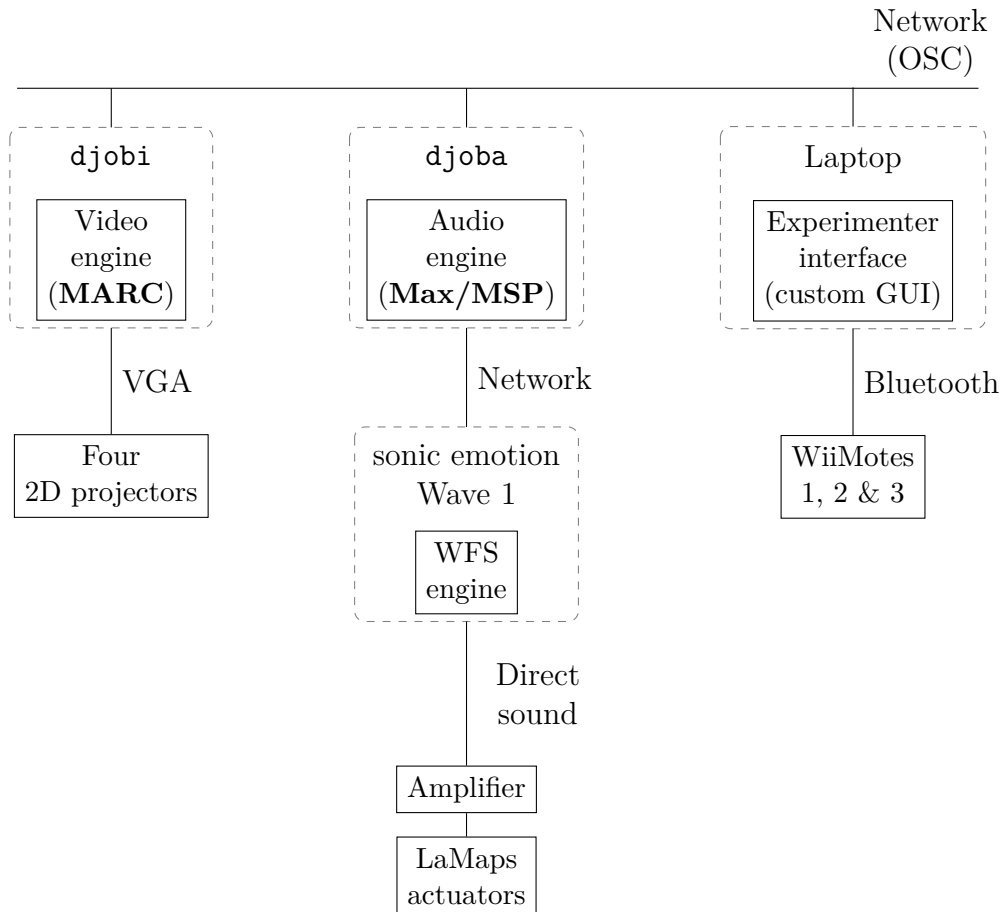 Network
(OSC)
djobi
Video
engine
(MARC)
VGA
Four
2D projectors
djoba
Audio
engine
(Max/MSP)
Network
sonic emotion
Wave 1
WFS
engine
Direct
sound
Amplifier
LaMaps
actuators
Laptop
Experimenter
interface
(custom GUI)
Bluetooth
WiiMotes
1, 2 & 3